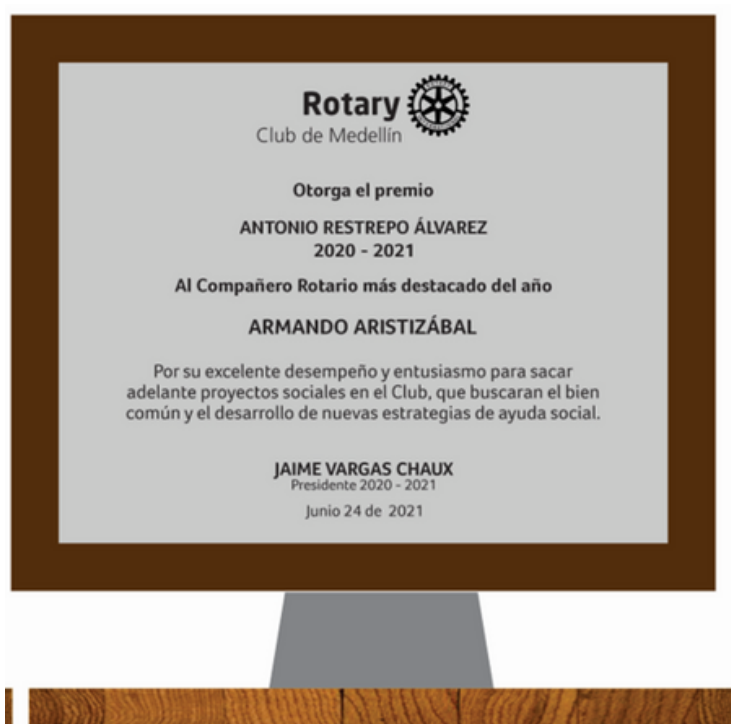 Rotary
Club de Medellín
Otorga el premio
ANTONIO RESTREPO ÁLVAREZ
2020 - 2021
Al Compañero Rotario más destacado del año
ARMANDO ARISTIZÁBAL
Por su excelente desempeño y entusiasmo para sacar
adelante proyectos sociales en el Club, que buscaran el bien
común y el desarrollo de nuevas estrategias de ayuda social.
JAIME VARGAS CHAUX
Presidente 2020 - 2021
Junio 24 de 2021